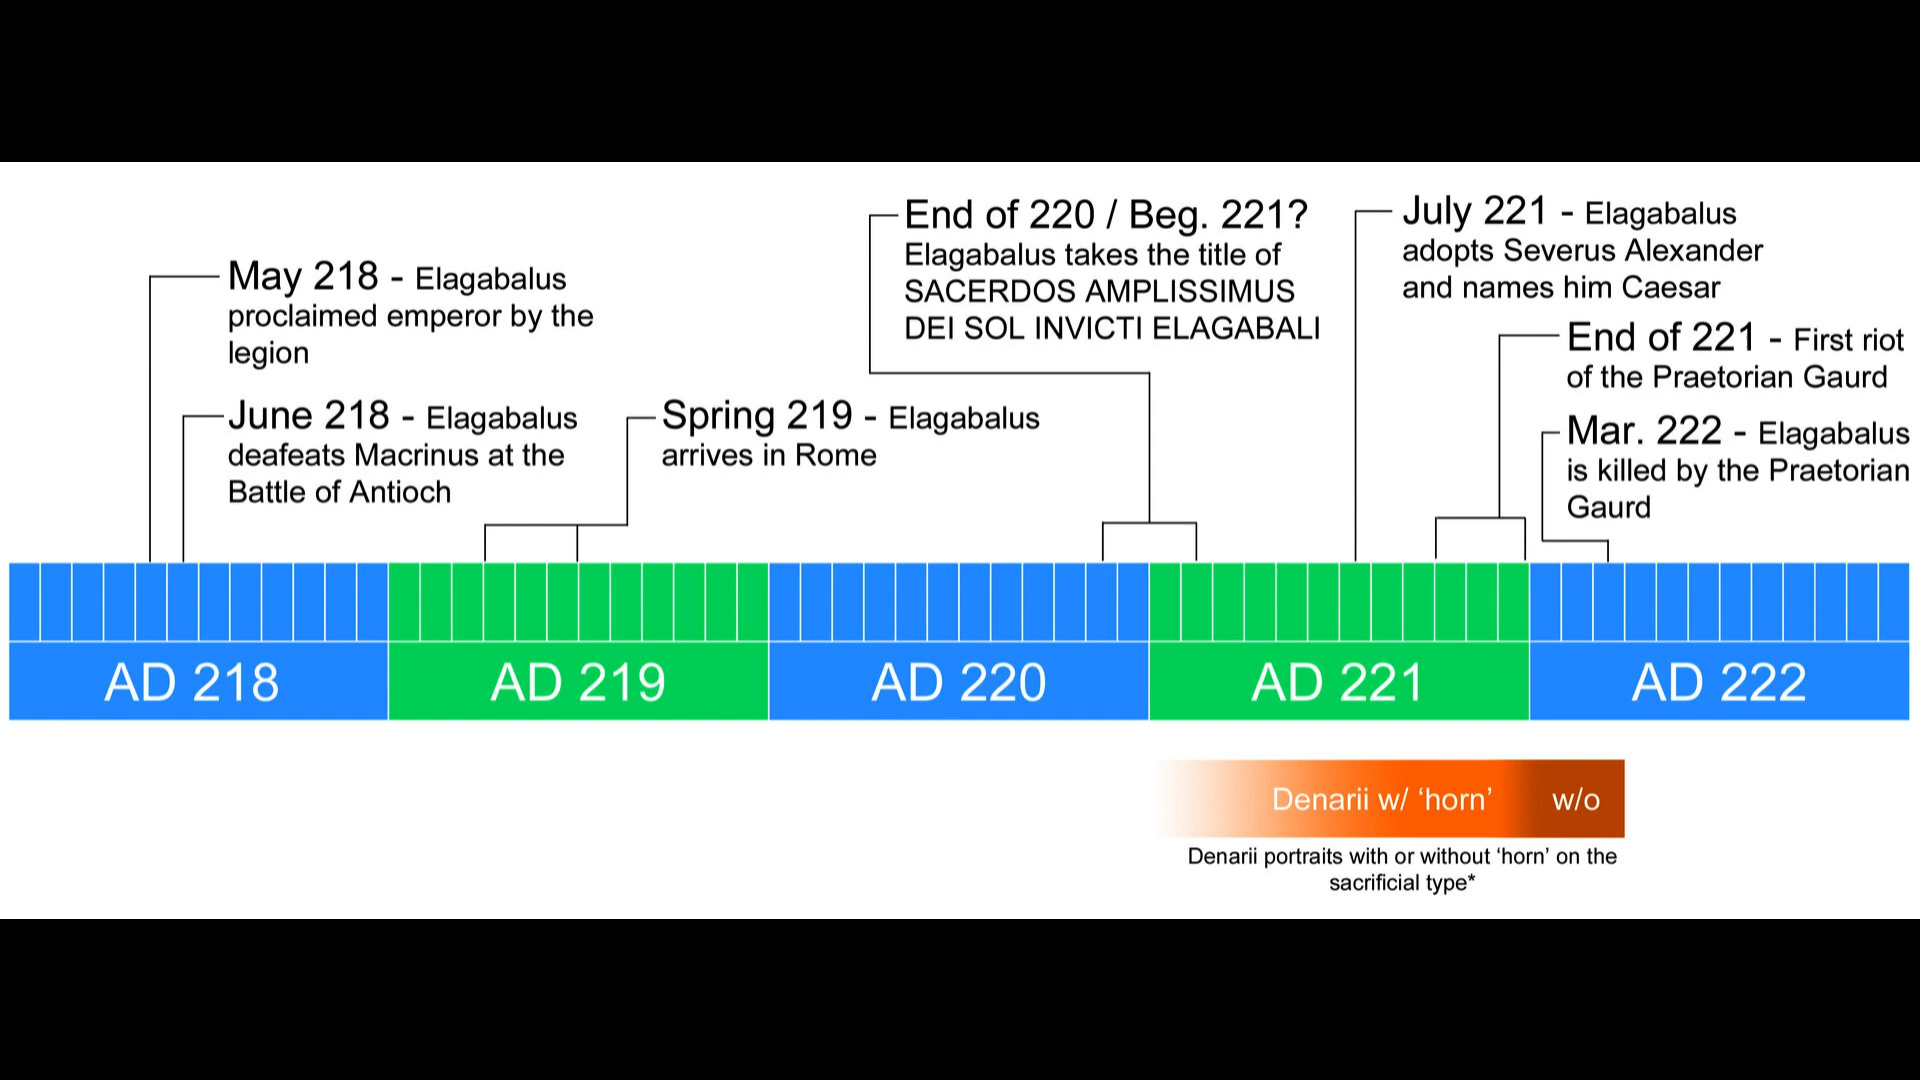 May 218 - Elagabalus
proclaimed emperor by the
legion
June 218 - Elagabalus
deafeats Macrinus at the
Battle of Antioch
Spring 219 - Elagabalus
arrives in Rome
End of 220 / Beg. 221?
Elagabalus takes the title of
SACERDOS AMPLISSIMUS
DEI SOL INVICTI ELAGABALI
July 221 - Elagabalus
adopts Severus Alexander
and names him Caesar
End of 221 - First riot
of the Praetorian Gaurd
Mar. 222 - Elagabalus
is killed by the Praetorian
Gaurd
AD 218
AD 219
AD 220
AD 221
AD 222
Denarii w/ ‘horn’
w/o
Denarii portraits with or without ‘horn’ on the
sacrificial type*